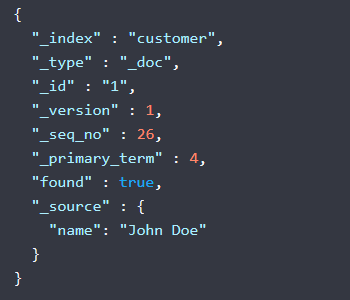 {
"_index" : "customer",
"_type" : "_doc",
"_id" : "1",
"_version" : 1,
"_seq_no" : 26,
"_primary_term" : 4,
"found" : true,
"_source" : {
"name": "John Doe"
}
}